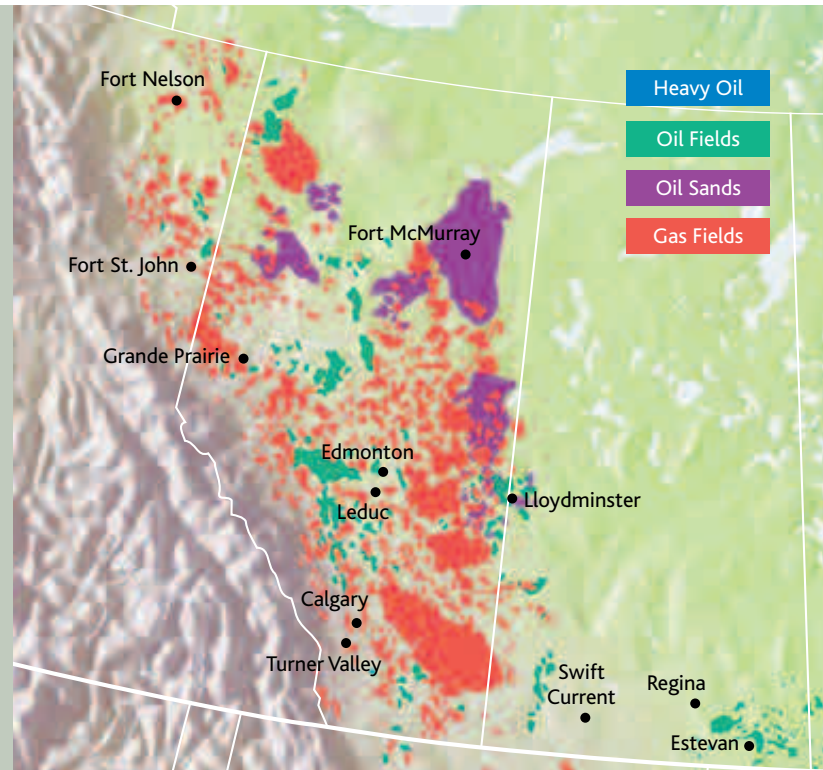 Fort Nelson
Heavy Oil
Oil Fields
Oil Sands
Gas Fields
Fort McMurray
Fort St. John
Grande Prairie
Edmonton
Leduc
Lloydminster
Calgary
Turner Valley
Swift
Current
Regina
Estevan